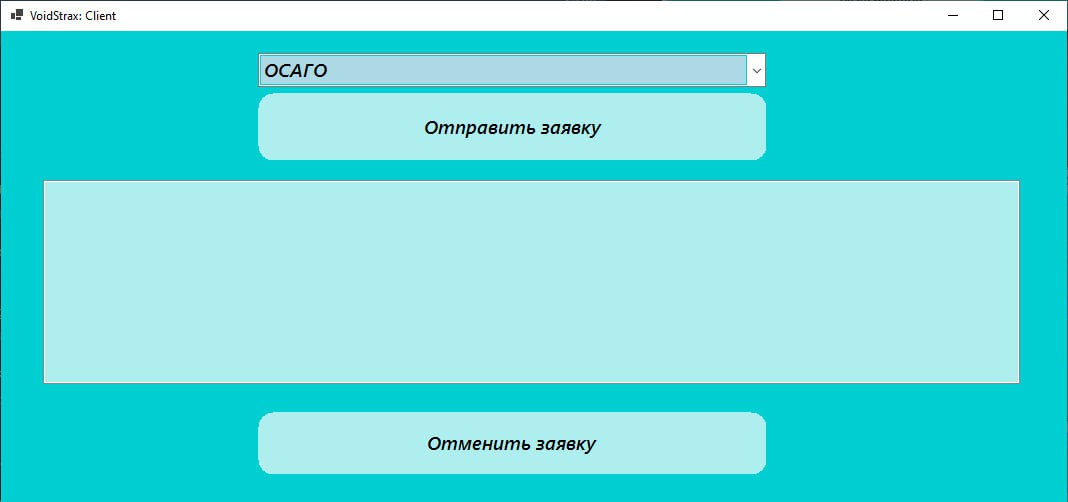 VoidStrax: Client
ОСАГО
Отправить заявку
Отменить заявку